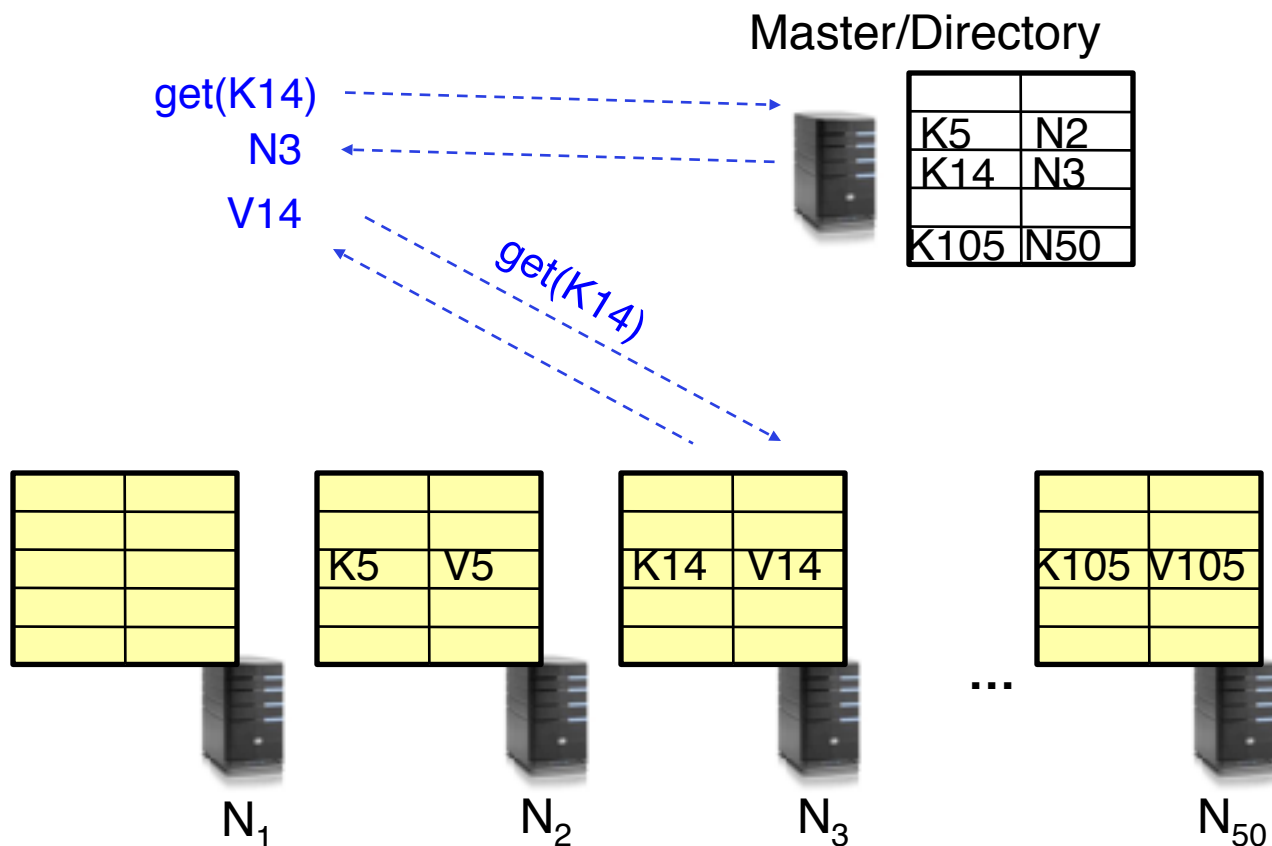 Master/Directory
get(K14)
N3
V14
K5 N2
K14 N3
K105 N50
get(K14)
K5 V5
K14 V14
K105 V105
...
N1
N2
N3
N50